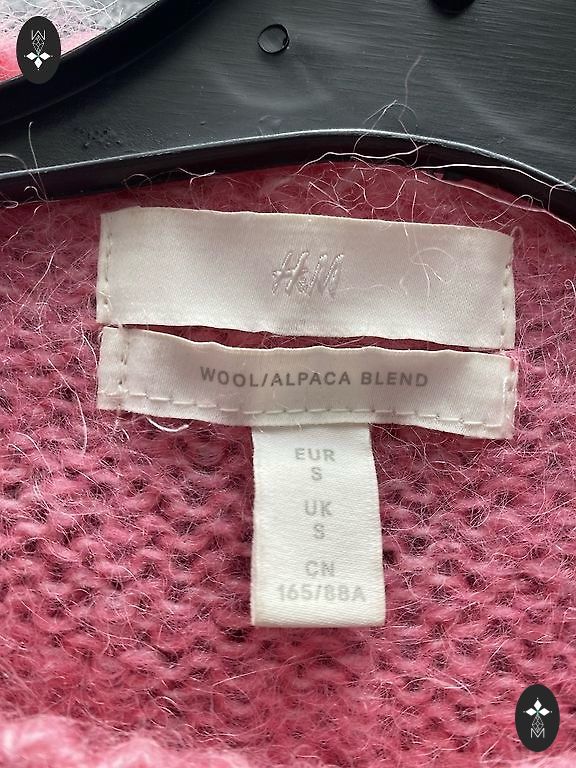 H&M
WOOL/ALPACA BLEND
EUR
S
UK
S
CN
165/88A